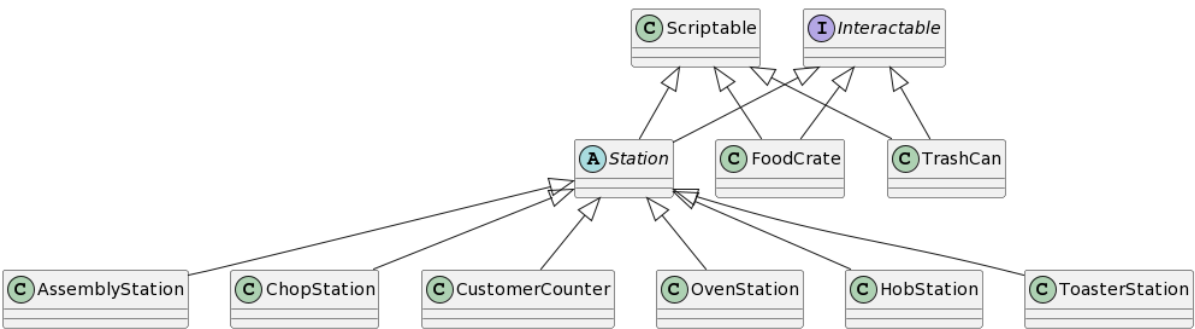 C Scriptable
I Interactable
A Station
C FoodCrate
C TrashCan
C AssemblyStation
C ChopStation
C CustomerCounter
C OvenStation
C HobStation
C ToasterStation